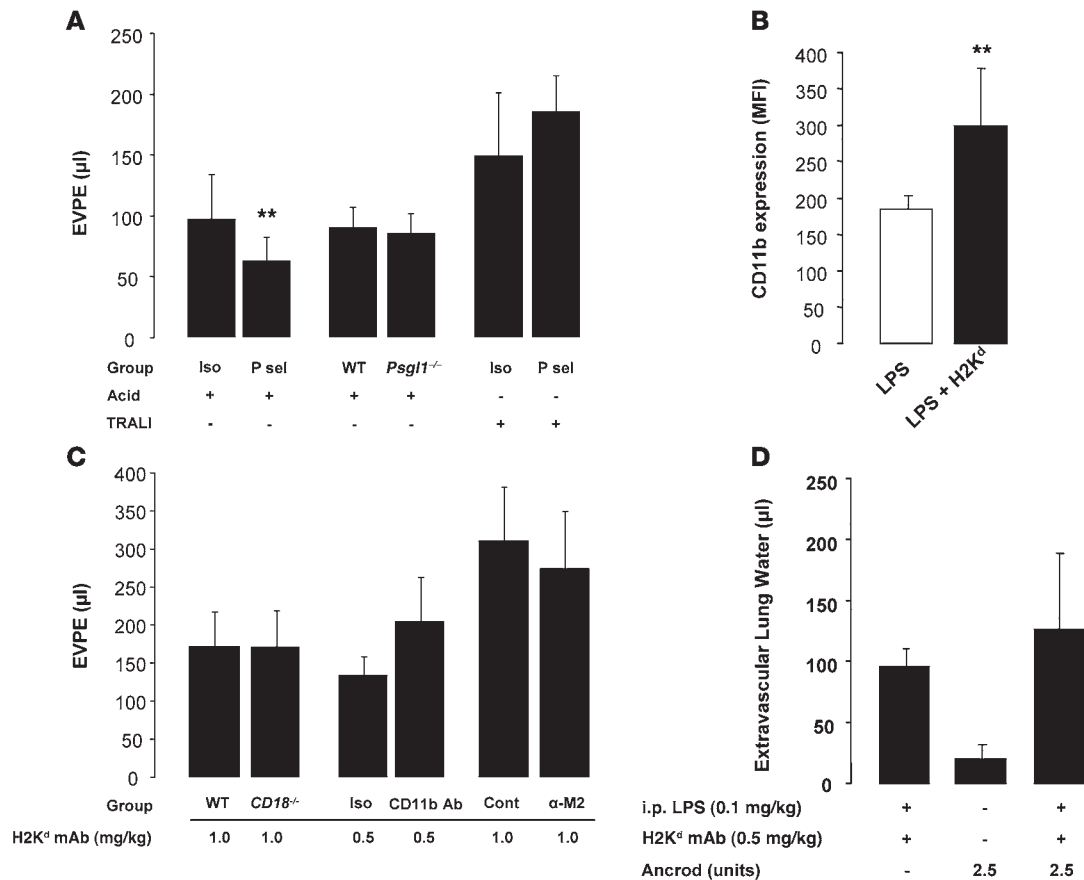 A
EVPE (µl)
250
200
150
100
50
0
**
Group Iso P sel WT Psgl1-/- Iso P sel
Acid + + + + - -
TRALI - - - - + +
B
CD11b expression (MFI)
400
350
300
250
200
150
100
50
0
**
LPS
LPS + H2Kd
C
EVPE (µl)
400
350
300
250
200
150
100
50
0
Group WT CD18-/- Iso CD11b Ab Cont α-M2
H2Kd mAb (mg/kg) 1.0 1.0 0.5 0.5 1.0 1.0
D
Extravascular Lung Water (µl)
250
200
150
100
50
0
i.p. LPS (0.1 mg/kg) + - +
H2Kd mAb (0.5 mg/kg) + - +
Ancrod (units) - 2.5 2.5